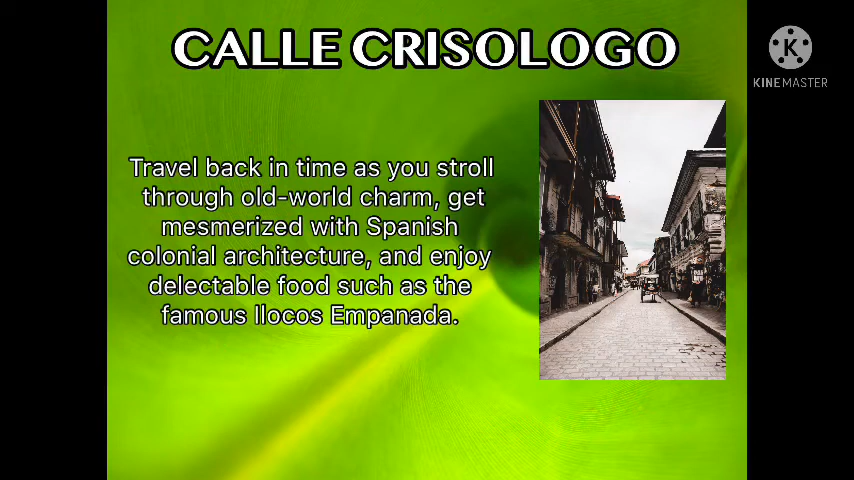 CALLE CRISOLOGO
K
KINEMASTER
Travel back in time as you stroll
through old-world charm, get
mesmerized with Spanish
colonial architecture, and enjoy
delectable food such as the
famous Ilocos Empanada.